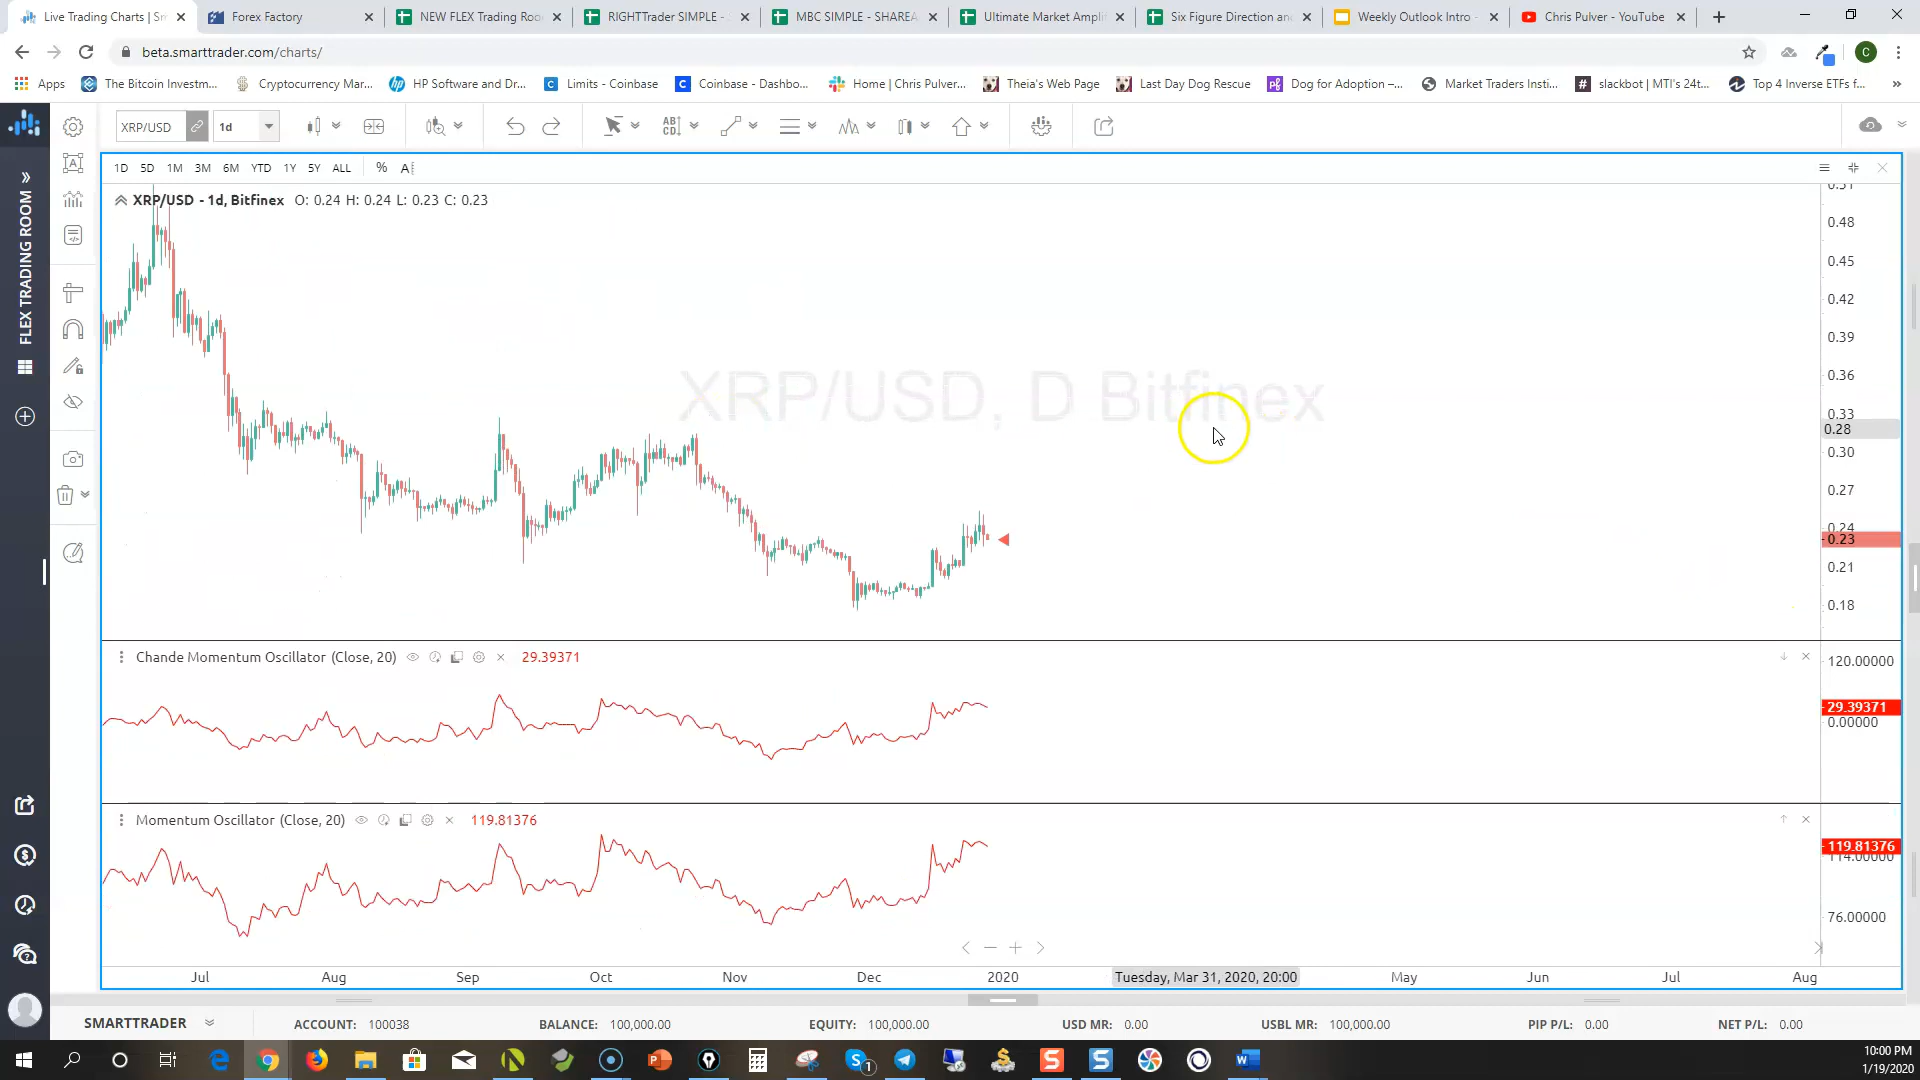 Live Trading Charts | Sm
Forex Factory
NEW FLEX Trading Roo
RIGHTTrader SIMPLE -
MBC SIMPLE - SHAREA
Ultimate Market Amplif
Six Figure Direction an
Weekly Outlook Intro -
Chris Pulver - YouTube
beta.smarttrader.com/charts/
C
Apps
The Bitcoin Investm...
Cryptocurrency Mar...
HP Software and Dr...
Limits - Coinbase
Coinbase - Dashbo...
Home | Chris Pulver...
Theia's Web Page
Last Day Dog Rescue
Dog for Adoption –...
Market Traders Insti...
slackbot | MTI's 24t...
Top 4 Inverse ETFs f...
XRP/USD
1d
AB
CD
FLEX TRADING ROOM
1D 5D 1M 3M 6M YTD 1Y 5Y ALL % A
XRP/USD - 1d, Bitfinex O: 0.24 H: 0.24 L: 0.23 C: 0.23
XRP/USD, D Bitfinex
0.51
0.48
0.45
0.42
0.39
0.36
0.33
0.28
0.30
0.27
0.24
0.23
0.21
0.18
Chande Momentum Oscillator (Close, 20) 29.39371
120.00000
29.39371
0.00000
Momentum Oscillator (Close, 20) 119.81376
119.81376
114.00000
76.00000
Jul Aug Sep Oct Nov Dec 2020 Tuesday, Mar 31, 2020, 20:00 May Jun Jul Aug
SMARTTRADER ACCOUNT: 100038 BALANCE: 100,000.00 EQUITY: 100,000.00 USD MR: 0.00 USBL MR: 100,000.00 PIP P/L: 0.00 NET P/L: 0.00
10:00 PM
1/19/2020